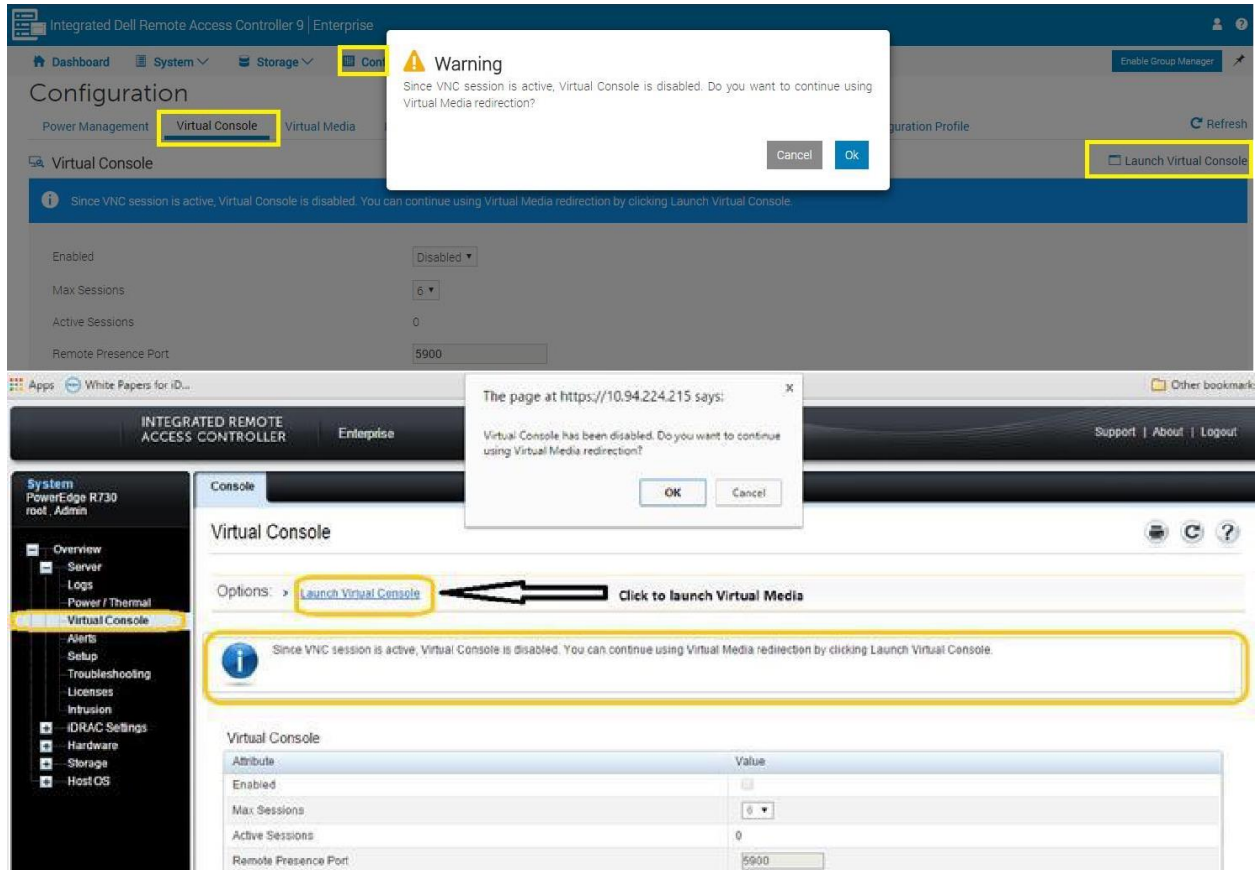 Integrated Dell Remote Access Controller 9 | Enterprise
Dashboard System Storage Conf
Enable Group Manager
Warning
Since VNC session is active, Virtual Console is disabled. Do you want to continue using
Virtual Media redirection?
Cancel Ok
Configuration
Power Management Virtual Console Virtual Media guration Profile Refresh
Virtual Console Launch Virtual Console
Since VNC session is active, Virtual Console is disabled. You can continue using Virtual Media redirection by clicking Launch Virtual Console.
Enabled Disabled
Max Sessions 6
Active Sessions 0
Remote Presence Port 5900
Apps White Papers for iD... Other bookmark
The page at https://10.94.224.215 says: x
Virtual Console has been disabled. Do you want to continue
using Virtual Media redirection?
OK Cancel
INTEGRATED REMOTE
ACCESS CONTROLLER Enterprise Support | About | Logout
System
PowerEdge R730
root , Admin
Overview
Server
Logs
Power / Thermal
Virtual Console
Alerts
Setup
Troubleshooting
Licenses
Intrusion
iDRAC Settings
Hardware
Storage
Host OS
Console
Virtual Console
Options: Launch Virtual Console Click to launch Virtual Media
Since VNC session is active, Virtual Console is disabled. You can continue using Virtual Media redirection by clicking Launch Virtual Console.
Virtual Console
Attribute Value
Enabled
Max Sessions 6
Active Sessions 0
Remote Presence Port 5900